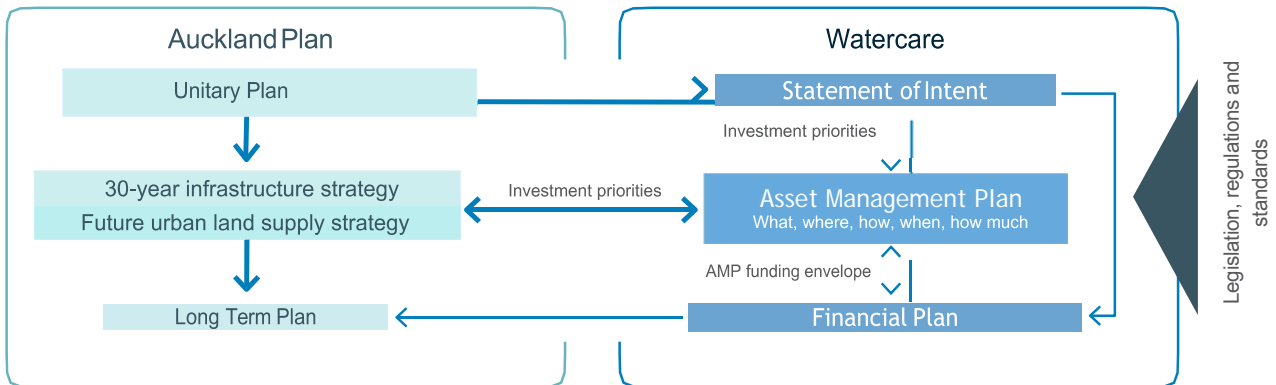 Auckland Plan
Unitary Plan
30-year infrastructure strategy
Future urban land supply strategy
Long Term Plan
Investment priorities
Watercare
Statement of Intent
Investment priorities
Asset Management Plan
What, where, how, when, how much
AMP funding envelope
Financial Plan
Legislation, regulations and
standards